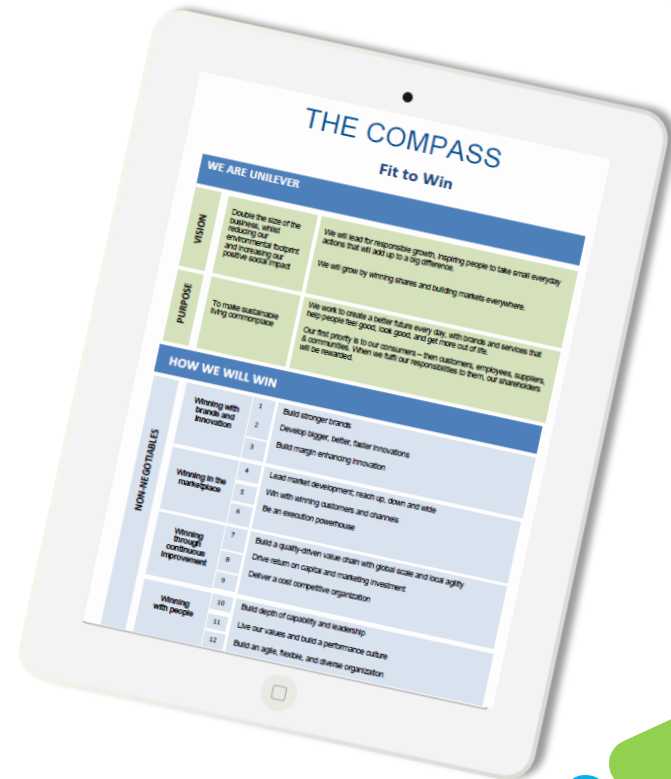 THE COMPASS
Fit to Win
WE ARE UNILEVER
VISION
Double the size of the
business, whilst
reducing our
environmental footprint
and increasing our
positive social impact
We will lead for responsible growth, inspiring people to take small everyday
actions that will add up to a big difference.
We will grow by winning shares and building markets everywhere.
PURPOSE
To make sustainable
living commonplace
We work to create a better future every day, with brands and services that
help people feel good, look good, and get more out of life.
Our first priority is to our consumers – then customers, employees, suppliers,
& communities. When we fulfil our responsibilities to them, our shareholders
will be rewarded.
HOW WE WILL WIN
NON-NEGOTIABLES
Winning with
brands and
Innovation
1 Build stronger brands
2 Develop bigger, better, faster innovations
3 Build margin enhancing innovation
Winning in the
marketplace
4 Lead market development; reach up, down and wide
5 Win with winning customers and channels
6 Be an execution powerhouse
Winning
through
continuous
Improvement
7 Build a quality-driven value chain with global scale and local agility
8 Drive return on capital and marketing investment
9 Deliver a cost competitive organization
Winning
with people
10 Build depth of capability and leadership
11 Live our values and build a performance culture
12 Build an agile, flexible, and diverse organization